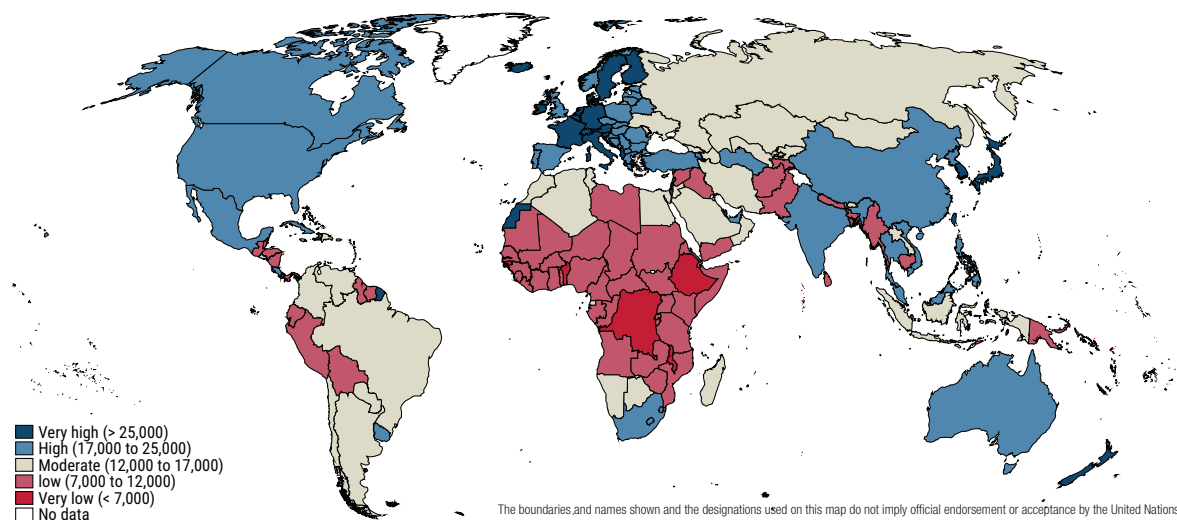 Very high (> 25,000)
High (17,000 to 25,000)
Moderate (12,000 to 17,000)
low (7,000 to 12,000)
Very low (< 7,000)
No data
The boundaries and names shown and the designations used on this map do not imply official endorsement or acceptance by the United Nations